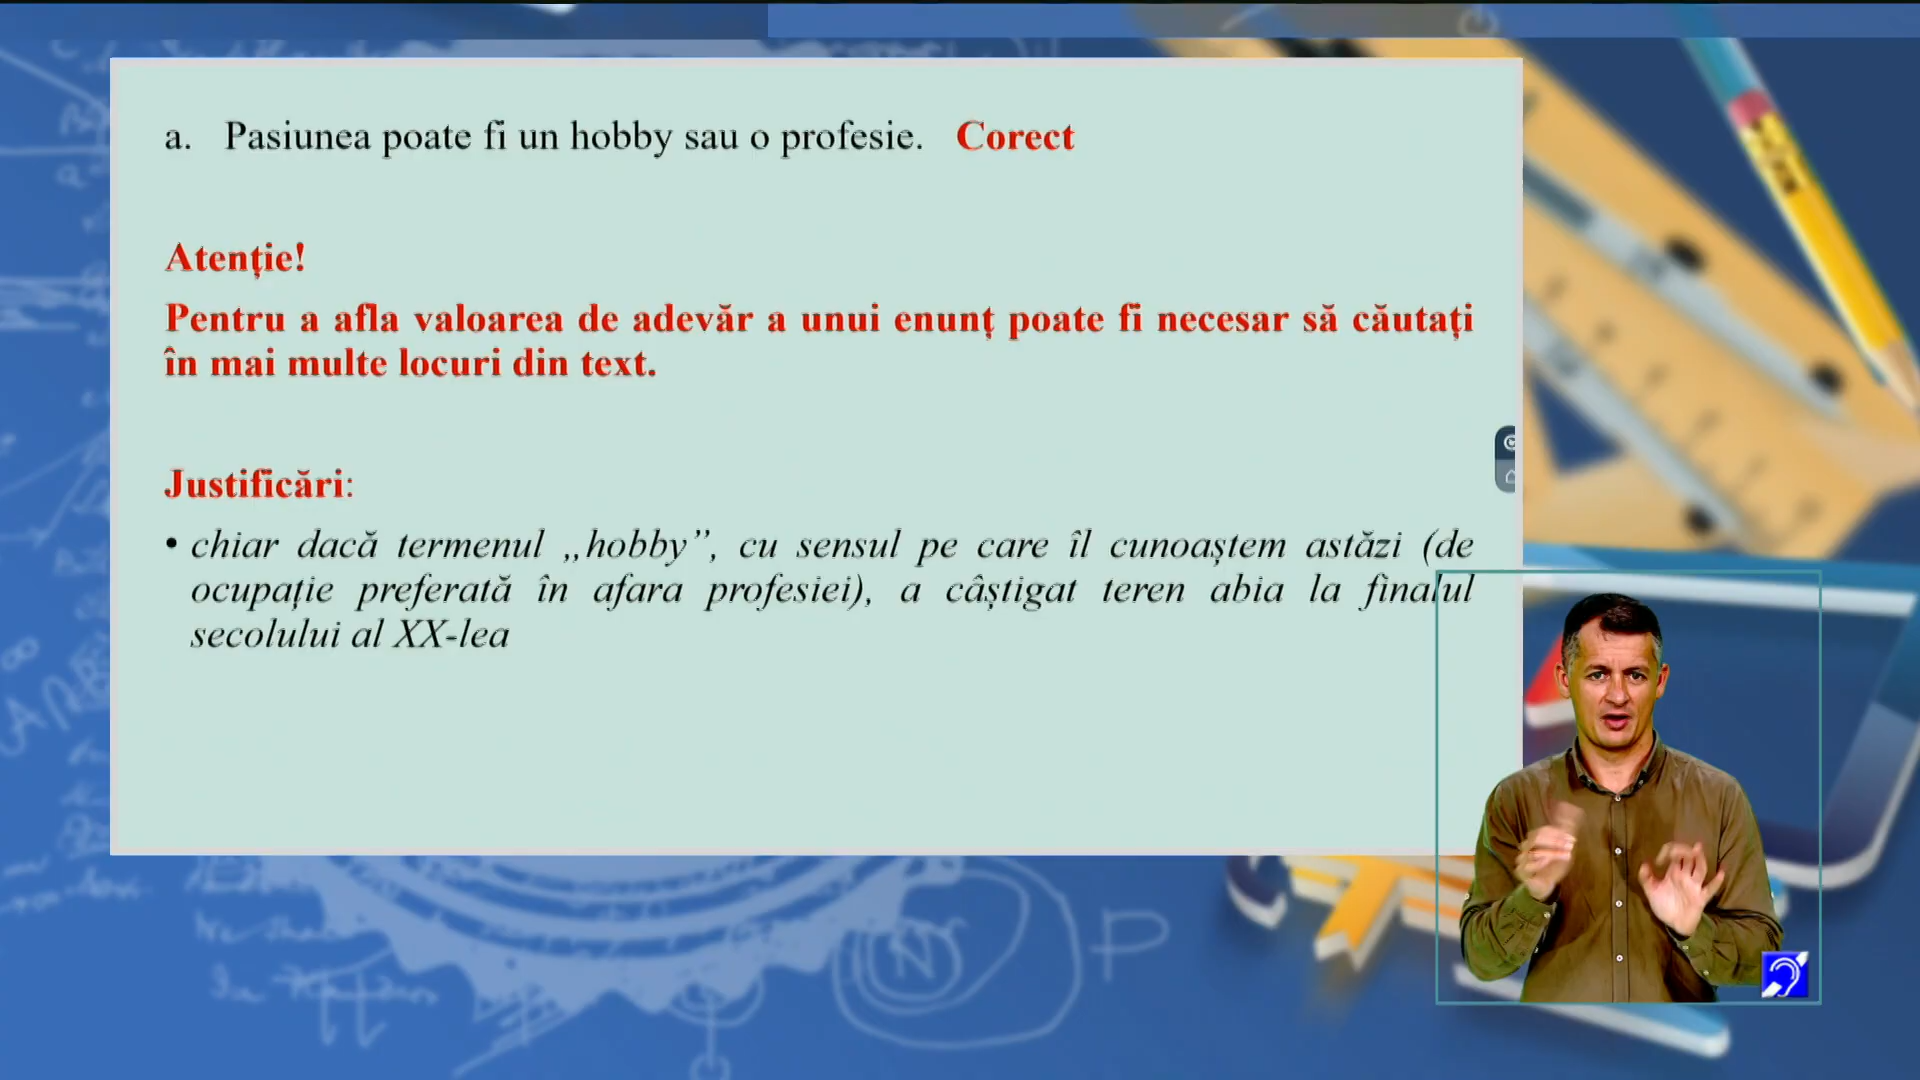 a. Pasiunea poate fi un hobby sau o profesie. Corect
Atenție!
Pentru a afla valoarea de adevăr a unui enunț poate fi necesar să căutați
în mai multe locuri din text.
Justificări:
• chiar dacă termenul „hobby”, cu sensul pe care îl cunoaștem astăzi (de
ocupație preferată în afara profesiei), a câștigat teren abia la finalul
secolului al XX-lea
N
P